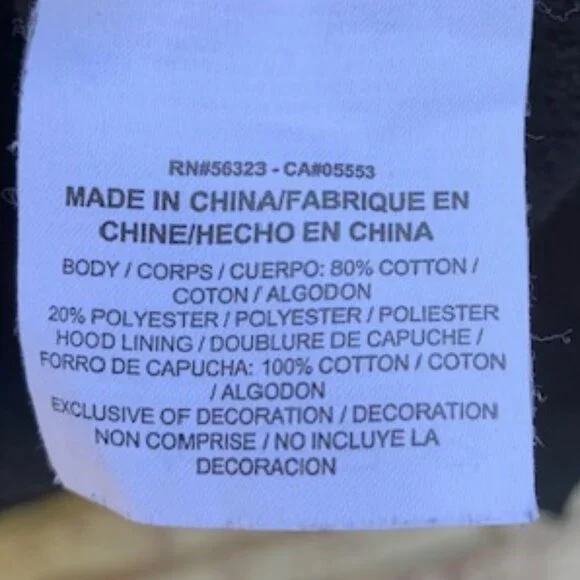 RN#56323 - CA#05553
MADE IN CHINA/FABRIQUE EN
CHINE/HECHO EN CHINA
BODY / CORPS / CUERPO: 80% COTTON /
COTON / ALGODON
20% POLYESTER / POLYESTER / POLIESTER
HOOD LINING / DOUBLURE DE CAPUCHE /
FORRO DE CAPUCHA: 100% COTTON / COTON
/ ALGODON
EXCLUSIVE OF DECORATION / DECORATION
NON COMPRISE / NO INCLUYE LA
DECORACION